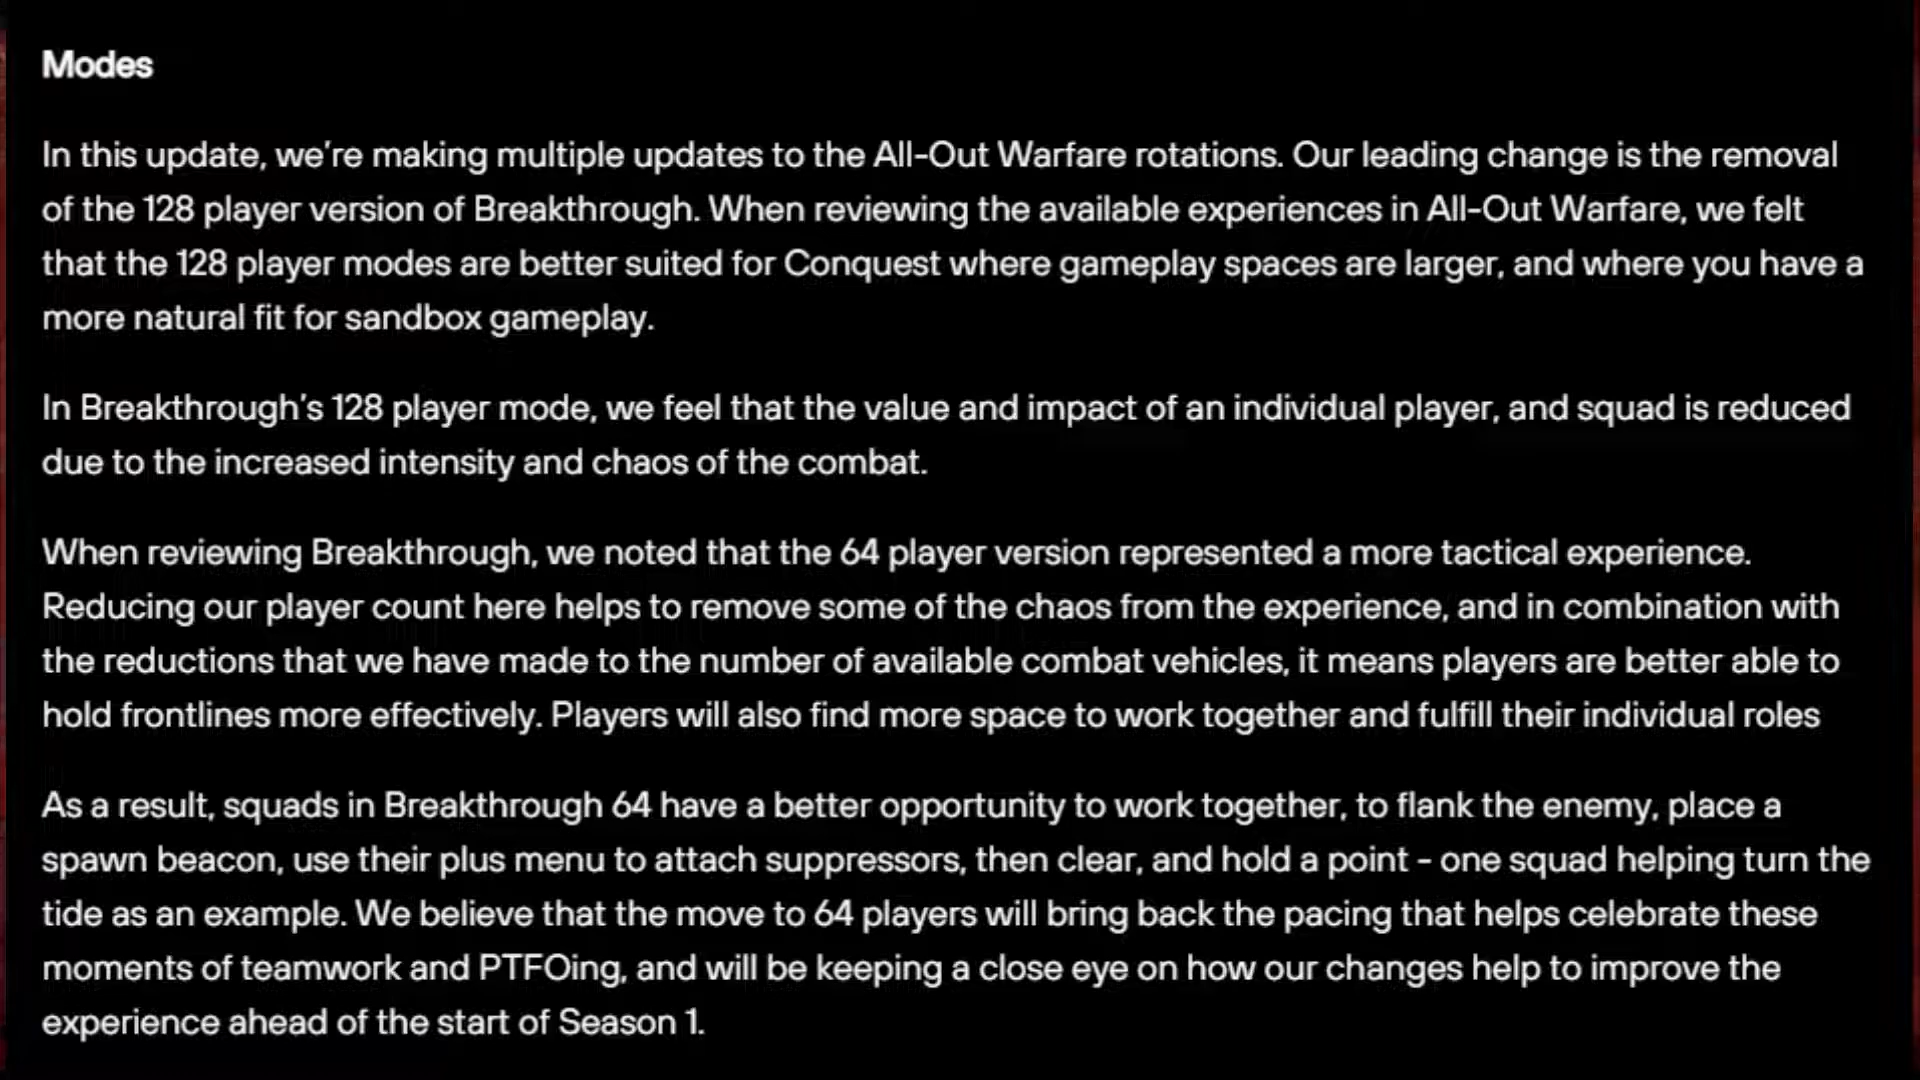 Modes
In this update, we're making multiple updates to the All-Out Warfare rotations. Our leading change is the removal
of the 128 player version of Breakthrough. When reviewing the available experiences in All-Out Warfare, we felt
that the 128 player modes are better suited for Conquest where gameplay spaces are larger, and where you have a
more natural fit for sandbox gameplay.
In Breakthrough's 128 player mode, we feel that the value and impact of an individual player, and squad is reduced
due to the increased intensity and chaos of the combat.
When reviewing Breakthrough, we noted that the 64 player version represented a more tactical experience.
Reducing our player count here helps to remove some of the chaos from the experience, and in combination with
the reductions that we have made to the number of available combat vehicles, it means players are better able to
hold frontlines more effectively. Players will also find more space to work together and fulfill their individual roles
As a result, squads in Breakthrough 64 have a better opportunity to work together, to flank the enemy, place a
spawn beacon, use their plus menu to attach suppressors, then clear, and hold a point - one squad helping turn the
tide as an example. We believe that the move to 64 players will bring back the pacing that helps celebrate these
moments of teamwork and PTFOing, and will be keeping a close eye on how our changes help to improve the
experience ahead of the start of Season 1.